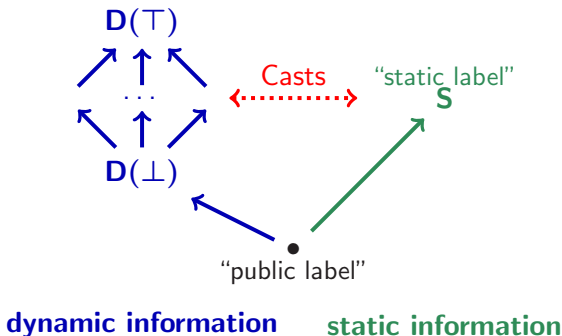 D(⊤)
Casts
“static label”
· · ·
S
D(⊥)
“public label”
dynamic information
static information